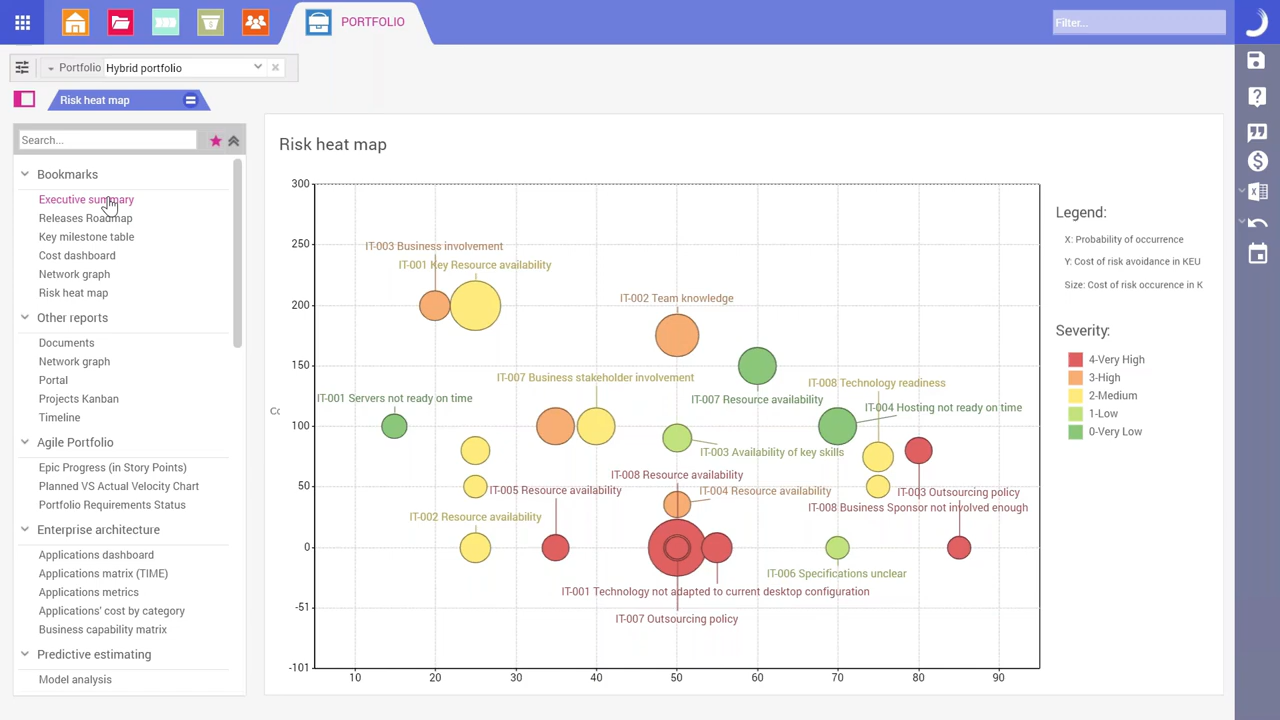 PORTFOLIO
Filter...
Portfolio Hybrid portfolio
Risk heat map
Search...
Bookmarks
Executive summary
Releases Roadmap
Key milestone table
Cost dashboard
Network graph
Risk heat map
Other reports
Documents
Network graph
Portal
Projects Kanban
Timeline
Agile Portfolio
Epic Progress (in Story Points)
Planned VS Actual Velocity Chart
Portfolio Requirements Status
Enterprise architecture
Applications dashboard
Applications matrix (TIME)
Applications metrics
Applications' cost by category
Business capability matrix
Predictive estimating
Model analysis
Risk heat map
300
250
200
150
100
50
0
-51
-101
10 20 30 40 50 60 70 80 90
IT-003 Business involvement
IT-001 Key Resource availability
IT-002 Team knowledge
IT-007 Business stakeholder involvement
IT-008 Technology readiness
IT-001 Servers not ready on time
IT-007 Resource availability
IT-004 Hosting not ready on time
IT-003 Availability of key skills
IT-008 Resource availability
IT-005 Resource availability
IT-004 Resource availability
IT-003 Outsourcing policy
IT-008 Business Sponsor not involved enough
IT-002 Resource availability
IT-006 Specifications unclear
IT-001 Technology not adapted to current desktop configuration
IT-007 Outsourcing policy
Legend:
X: Probability of occurrence
Y: Cost of risk avoidance in KEU
Size: Cost of risk occurence in K
Severity:
4-Very High
3-High
2-Medium
1-Low
0-Very Low